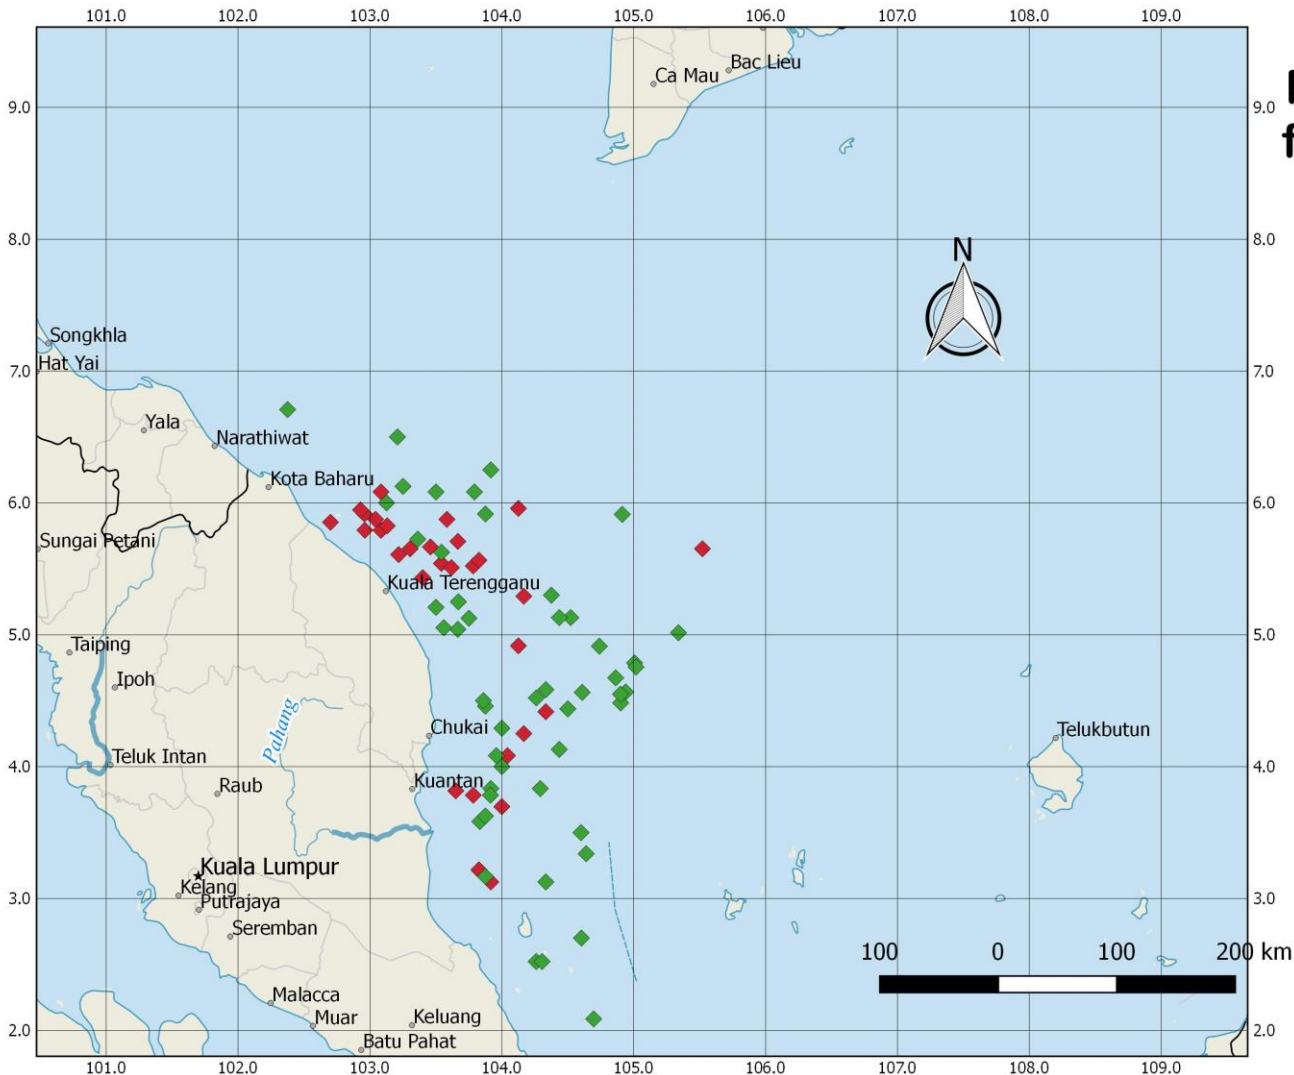 101.0 102.0 103.0 104.0 105.0 106.0 107.0 108.0 109.0
Bac Lieu
Ca Mau
9.0 9.0
f
8.0 8.0
N
Songkhla
Hat Yai
7.0 7.0
Yala
Narathiwat
Kota Baharu
6.0 6.0
Sungai Petani
Kuala Terengganu
5.0 5.0
Taiping
Ipoh
Chukai
Pahang
Telukbutun
Teluk Intan
4.0 4.0
Raub
Kuantan
Kuala Lumpur
Kelang
Putrajaya
3.0 3.0
Seremban
100 0 100 200 km
Malacca
Muar
Keluang
2.0 2.0
Batu Pahat
101.0 102.0 103.0 104.0 105.0 106.0 107.0 108.0 109.0